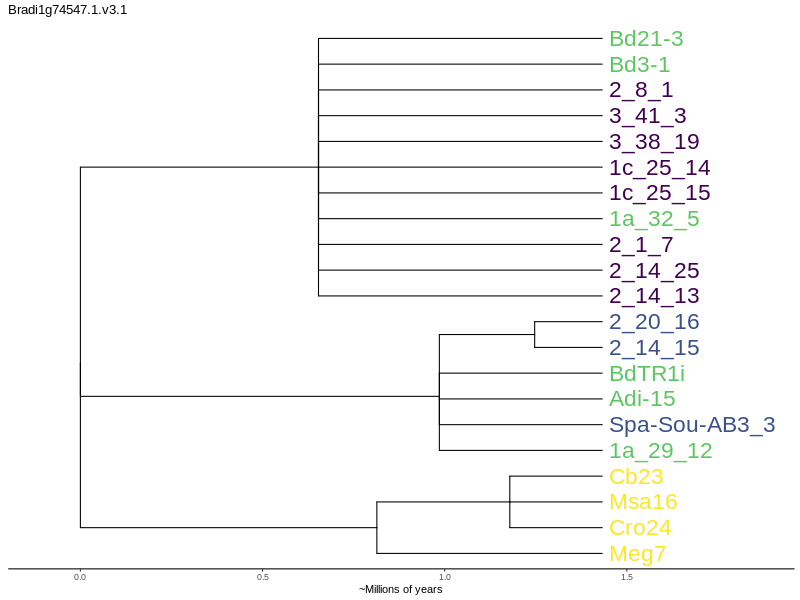 Bradi1g74547.1.v3.1
Bd21-3
Bd3-1
2_8_1
3_41_3
3_38_19
1c_25_14
1c_25_15
1a_32_5
2_1_7
2_14_25
2_14_13
2_20_16
2_14_15
BdTR1i
Adi-15
Spa-Sou-AB3_3
1a_29_12
Cb23
Msa16
Cro24
Meg7
0.0 0.5 1.0 1.5
~Millions of years